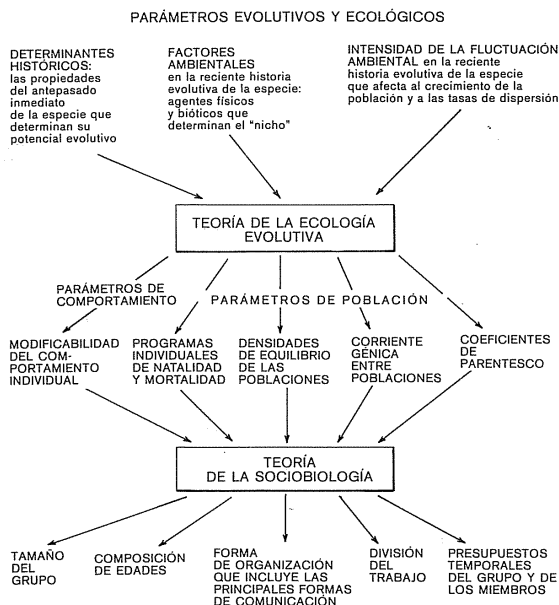 PARÁMETROS EVOLUTIVOS Y ECOLÓGICOS
DETERMINANTES
HISTÓRICOS:
las propiedades
del antepasado
inmediato
de la especie que
determinan su
potencial evolutivo
FACTORES
AMBIENTALES
en la reciente historia
evolutiva de la especie:
agentes físicos
y bióticos que
determinan el "nicho"
INTENSIDAD DE LA FLUCTUACIÓN
AMBIENTAL en la reciente
historia evolutiva de la especie
que afecta al crecimiento de la
población y a las tasas de dispersión
TEORÍA DE LA ECOLOGÍA
EVOLUTIVA
PARÁMETROS DE
COMPORTAMIENTO
PARÁMETROS DE POBLACIÓN
MODIFICABILIDAD
DEL COM-
PORTAMIENTO
INDIVIDUAL
PROGRAMAS
INDIVIDUALES
DE NATALIDAD
Y MORTALIDAD
DENSIDADES
DE EQUILIBRIO
DE LAS
POBLACIONES
CORRIENTE
GÉNICA
ENTRE
POBLACIONES
COEFICIENTES
DE
PARENTESCO
TEORÍA
DE LA SOCIOBIOLOGÍA
TAMAÑO
DEL
GRUPO
COMPOSICIÓN
DE EDADES
FORMA
DE ORGANIZACIÓN
QUE INCLUYE LAS
PRINCIPALES FORMAS
DE COMUNICACIÓN
DIVISIÓN
DEL
TRABAJO
PRESUPUESTOS
TEMPORALES
DEL GRUPO Y DE
LOS MIEMBROS